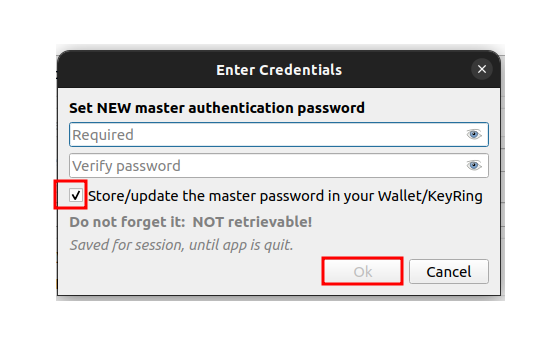 Enter Credentials
Set NEW master authentication password
Required
Verify password
Store/update the master password in your Wallet/KeyRing
Do not forget it: NOT retrievable!
Saved for session, until app is quit.
Ok Cancel